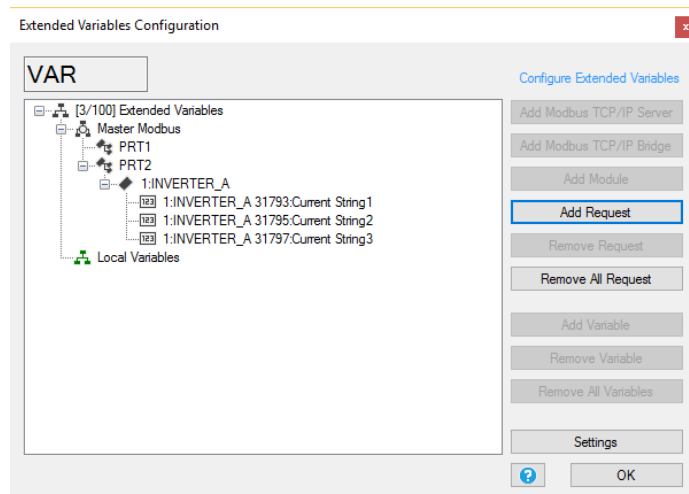 Extended Variables Configuration
x
VAR
Configure Extended Variables
[3/100] Extended Variables
Master Modbus
PRT1
PRT2
1:INVERTER_A
123 1:INVERTER_A 31793:Current String1
123 1:INVERTER_A 31795:Current String2
123 1:INVERTER_A 31797:Current String3
Local Variables
Add Modbus TCP/IP Server
Add Modbus TCP/IP Bridge
Add Module
Add Request
Remove Request
Remove All Request
Add Variable
Remove Variable
Remove All Variables
Settings
?
OK